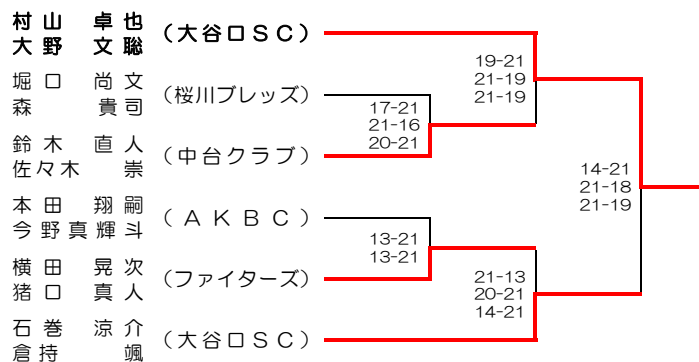 村山 卓也
大野 文聡
(大谷口SC)
堀口 尚文
森 貴司
(桜川ブレッズ)
鈴木 直人
佐々木 崇
(中台クラブ)
本田 翔嗣
今野真輝斗
(AKBC)
横田 晃次
猪口 真人
(ファイターズ)
石巻 涼介
倉持 颯
(大谷口SC)
17-21
21-16
20-21
13-21
13-21
19-21
21-19
21-19
21-13
20-21
14-21
14-21
21-18
21-19